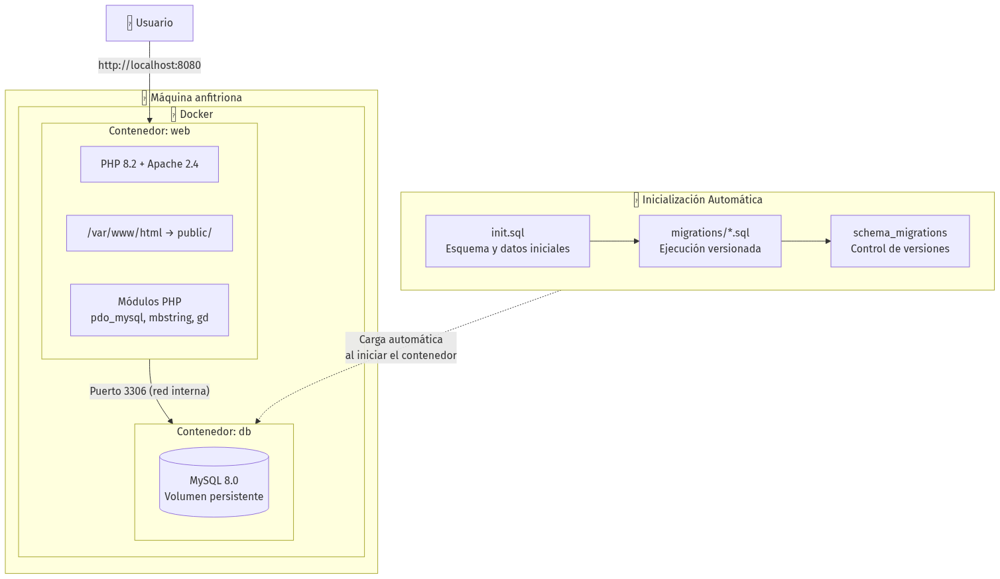 Usuario
http://localhost:8080
Máquina anfitriona
Docker
Contenedor: web
PHP 8.2 + Apache 2.4
/var/www/html → public/
Módulos PHP
pdo_mysql, mbstring, gd
Puerto 3306 (red interna)
Contenedor: db
MySQL 8.0
Volumen persistente
Inicialización Automática
init.sql
Esquema y datos iniciales
migrations/*.sql
Ejecución versionada
schema_migrations
Control de versiones
Carga automática
al iniciar el contenedor